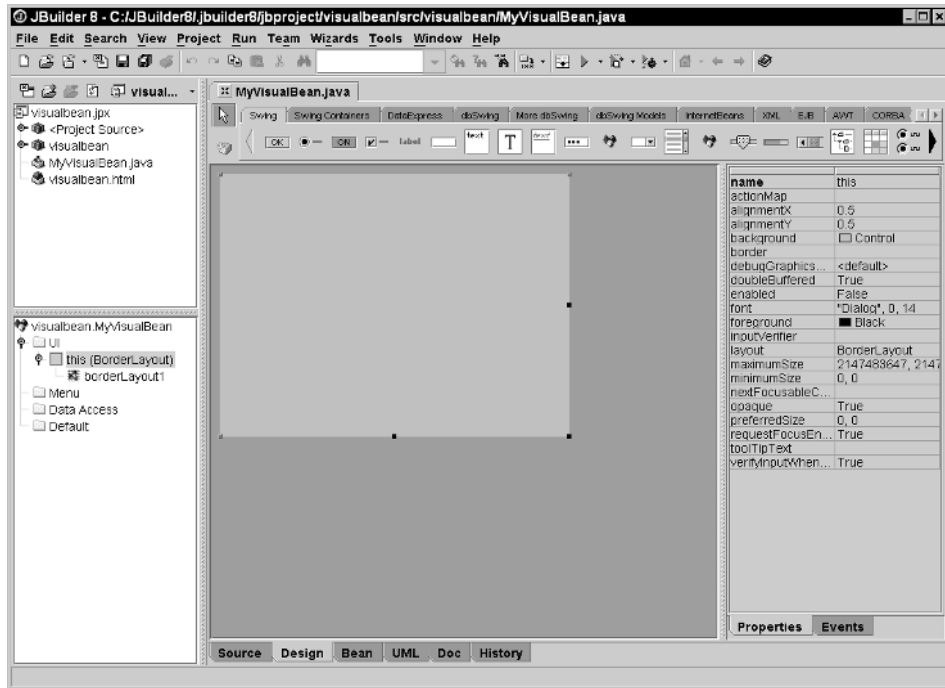 JBuilder 8 - C:/JBuilder8/.jbuilder8/jbproject/visualbean/src/visualbean/MyVisualBean.java
File Edit Search View Project Run Team Wizards Tools Window Help
visual...
MyVisualBean.java
visualbean.jpx
<Project Source>
visualbean
MyVisualBean.java
visualbean.html
Swing Swing Containers DataExpress dbSwing More dbSwing dbSwing Models InternetBeans XML EJB AWT CORBA
OK ON label text T text
name this
actionMap
alignmentX 0.5
alignmentY 0.5
background Control
border
debugGraphics... <default>
doubleBuffered True
enabled False
font "Dialog", 0, 14
foreground Black
inputVerifier
layout BorderLayout
maximumSize 2147483647, 2147
minimumSize 0, 0
nextFocusableC...
opaque True
preferredSize 0, 0
requestFocusEn... True
toolTipText
verifyInputWhen... True
visualbean.MyVisualBean
UI
this (BorderLayout)
borderLayout1
Menu
Data Access
Default
Properties Events
Source Design Bean UML Doc History